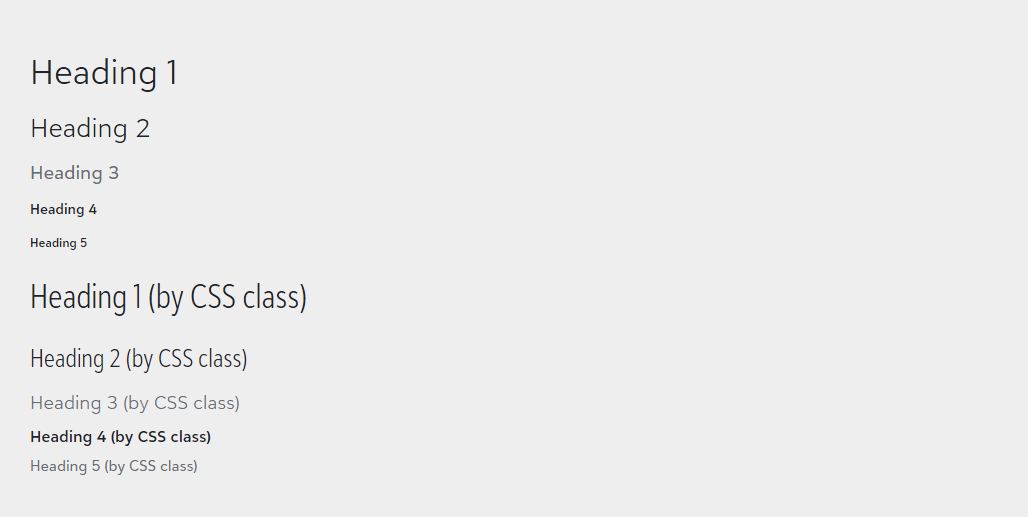 Heading 1
Heading 2
Heading 3
Heading 4
Heading 5
Heading 1 (by CSS class)
Heading 2 (by CSS class)
Heading 3 (by CSS class)
Heading 4 (by CSS class)
Heading 5 (by CSS class)